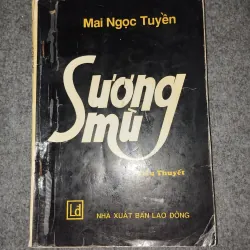 Mai Ngọc Tuyền
Sương
mù
Tiểu Thuyết
Lđ
NHÀ XUẤT BẢN LAO ĐỘNG